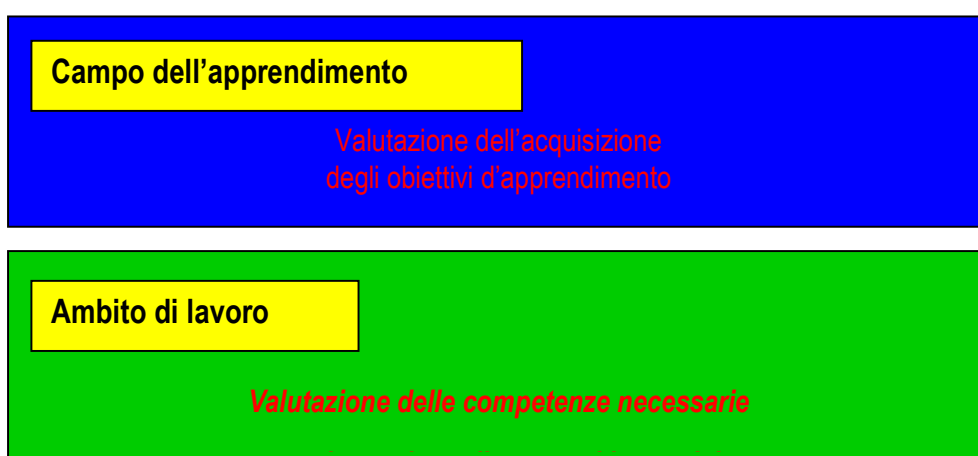 Campo dell’apprendimento
Valutazione dell’acquisizione
degli obiettivi d’apprendimento
Ambito di lavoro
Valutazione delle competenze necessarie